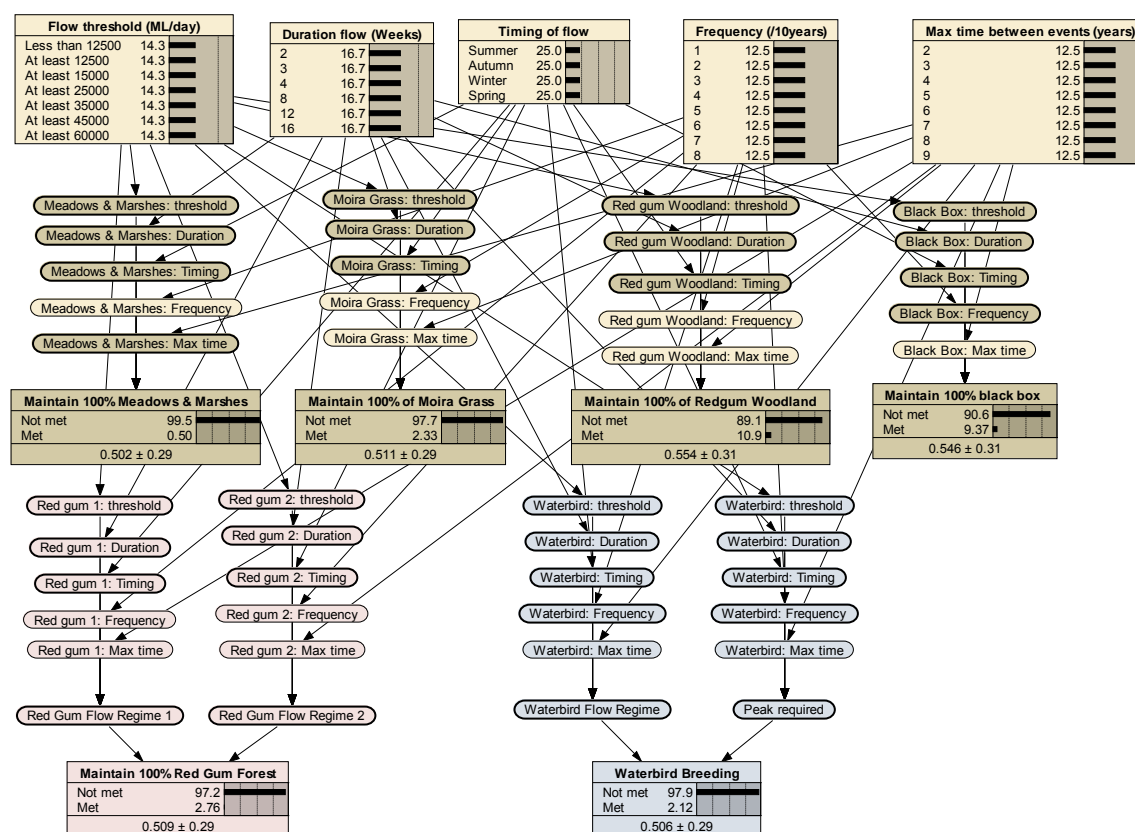 Flow threshold (ML/day)
Less than 12500 14.3
At least 12500 14.3
At least 15000 14.3
At least 25000 14.3
At least 35000 14.3
At least 45000 14.3
At least 60000 14.3
Duration flow (Weeks)
2 16.7
3 16.7
4 16.7
8 16.7
12 16.7
16 16.7
Timing of flow
Summer 25.0
Autumn 25.0
Winter 25.0
Spring 25.0
Frequency (/10years)
1 12.5
2 12.5
3 12.5
4 12.5
5 12.5
6 12.5
7 12.5
8 12.5
Max time between events (years)
2 12.5
3 12.5
4 12.5
5 12.5
6 12.5
7 12.5
8 12.5
9 12.5
Meadows & Marshes: threshold
Meadows & Marshes: Duration
Meadows & Marshes: Timing
Meadows & Marshes: Frequency
Meadows & Marshes: Max time
Moira Grass: threshold
Moira Grass: Duration
Moira Grass: Timing
Moira Grass: Frequency
Moira Grass: Max time
Red gum Woodland: threshold
Red gum Woodland: Duration
Red gum Woodland: Timing
Red gum Woodland: Frequency
Red gum Woodland: Max time
Black Box: threshold
Black Box: Duration
Black Box: Timing
Black Box: Frequency
Black Box: Max time
Maintain 100% Meadows & Marshes
Not met 99.5
Met 0.50
0.502 ± 0.29
Maintain 100% of Moira Grass
Not met 97.7
Met 2.33
0.511 ± 0.29
Maintain 100% of Redgum Woodland
Not met 89.1
Met 10.9
0.554 ± 0.31
Maintain 100% black box
Not met 90.6
Met 9.37
0.546 ± 0.31
Red gum 1: threshold
Red gum 1: Duration
Red gum 1: Timing
Red gum 1: Frequency
Red gum 1: Max time
Red gum 2: threshold
Red gum 2: Duration
Red gum 2: Timing
Red gum 2: Frequency
Red gum 2: Max time
Waterbird: threshold
Waterbird: Duration
Waterbird: Timing
Waterbird: Frequency
Waterbird: Max time
Waterbird: threshold
Waterbird: Duration
Waterbird: Timing
Waterbird: Frequency
Waterbird: Max time
Red Gum Flow Regime 1
Red Gum Flow Regime 2
Waterbird Flow Regime
Peak required
Maintain 100% Red Gum Forest
Not met 97.2
Met 2.76
0.509 ± 0.29
Waterbird Breeding
Not met 97.9
Met 2.12
0.506 ± 0.29